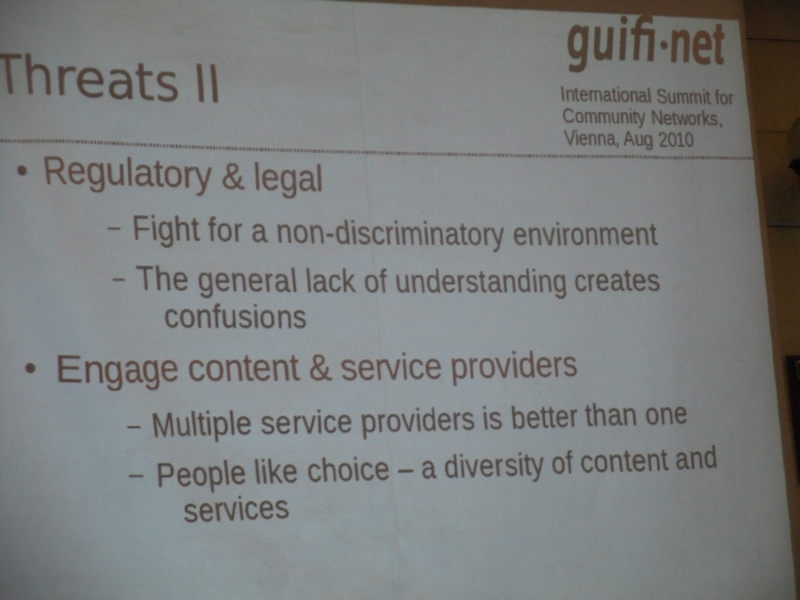 guifi·net
Threats II
International Summit for
Community Networks,
Vienna, Aug 2010
• Regulatory & legal
– Fight for a non-discriminatory environment
– The general lack of understanding creates
confusions
• Engage content & service providers
– Multiple service providers is better than one
– People like choice – a diversity of content and
services